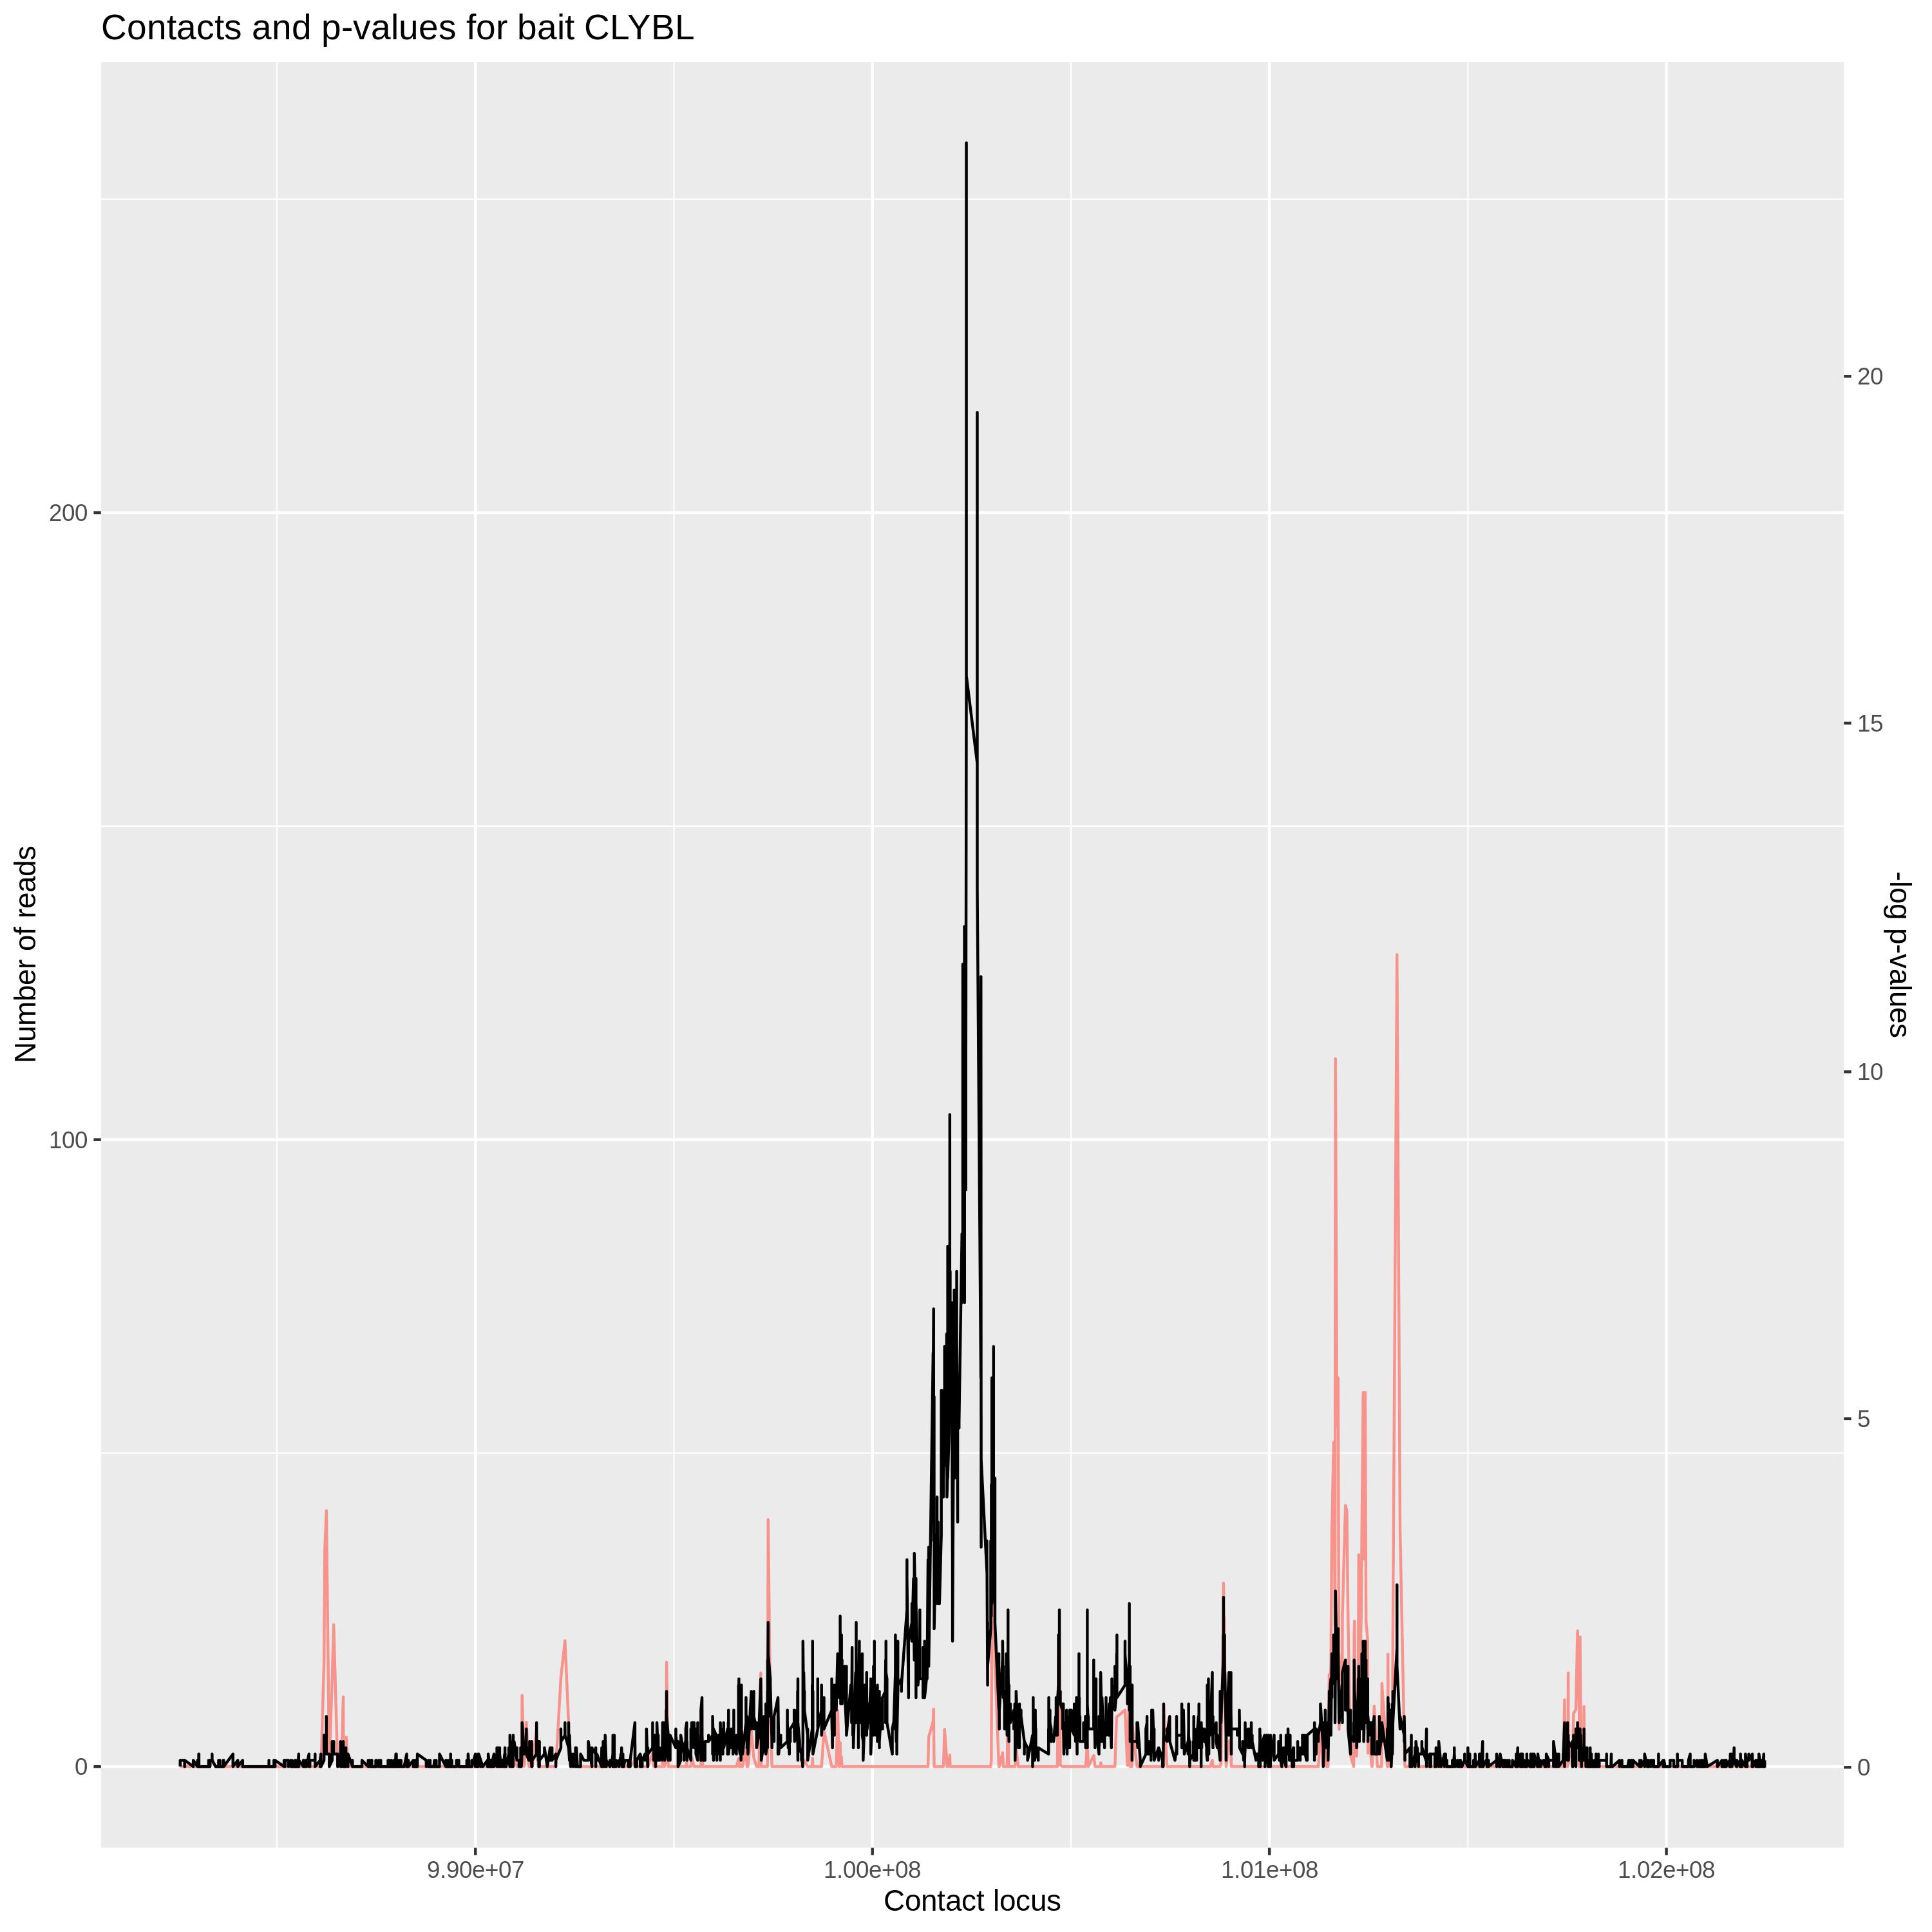 Contacts and p-values for bait CLYBL
Number of reads
200
100
0
20
15
10
5
0
-log p-values
9.90e+07
1.00e+08
1.01e+08
1.02e+08
Contact locus